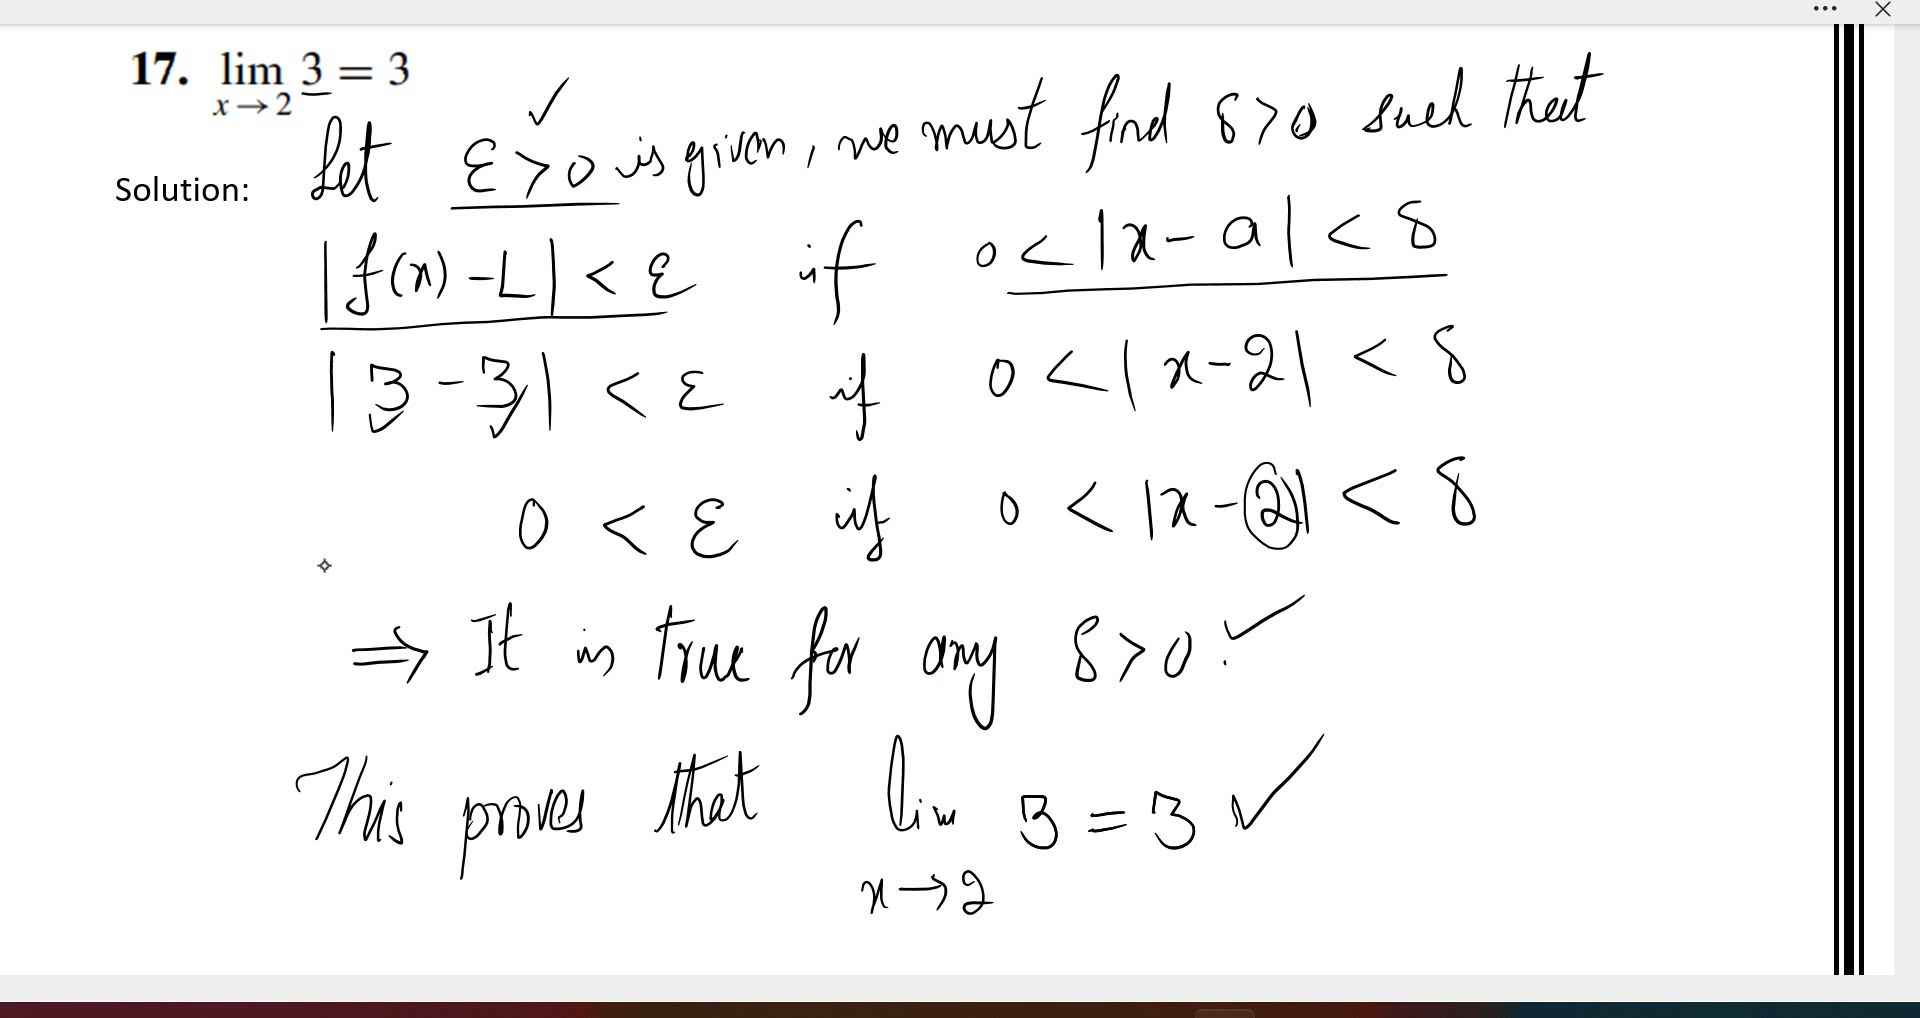 17. lim 3 = 3
x → 2
Let ε > 0 is given, we must find δ > 0 such that
Solution:
|f(x) - L| < ε if 0 < |x - a| < δ
|3 - 3| < ε if 0 < |x - 2| < δ
0 < ε if 0 < |x - 2| < δ
⇒ It is true for any δ > 0.
This proves that lim 3 = 3
x → 2